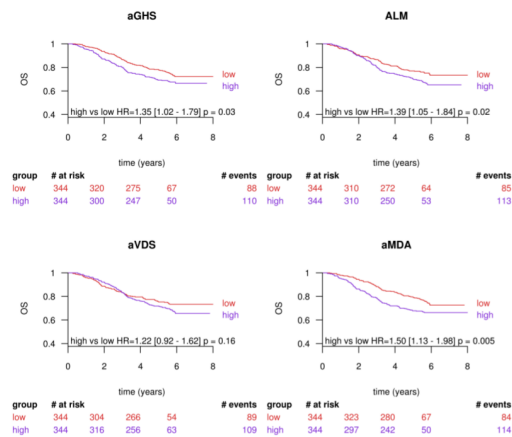 aGHS
OS
1
0.8
0.6
0.4
low
high
high vs low HR=1.35 [1.02 - 1.79] p = 0.03
0 2 4 6 8
time (years)
group # at risk # events
low 344 320 275 67 88
high 344 300 247 50 110
ALM
OS
1
0.8
0.6
0.4
low
high
high vs low HR=1.39 [1.05 - 1.84] p = 0.02
0 2 4 6 8
time (years)
group # at risk # events
low 344 310 272 64 85
high 344 310 250 53 113
aVDS
OS
1
0.8
0.6
0.4
low
high
high vs low HR=1.22 [0.92 - 1.62] p = 0.16
0 2 4 6 8
time (years)
group # at risk # events
low 344 304 266 54 89
high 344 316 256 63 109
aMDA
OS
1
0.8
0.6
0.4
low
high
high vs low HR=1.50 [1.13 - 1.98] p = 0.005
0 2 4 6 8
time (years)
group # at risk # events
low 344 323 280 67 84
high 344 297 242 50 114